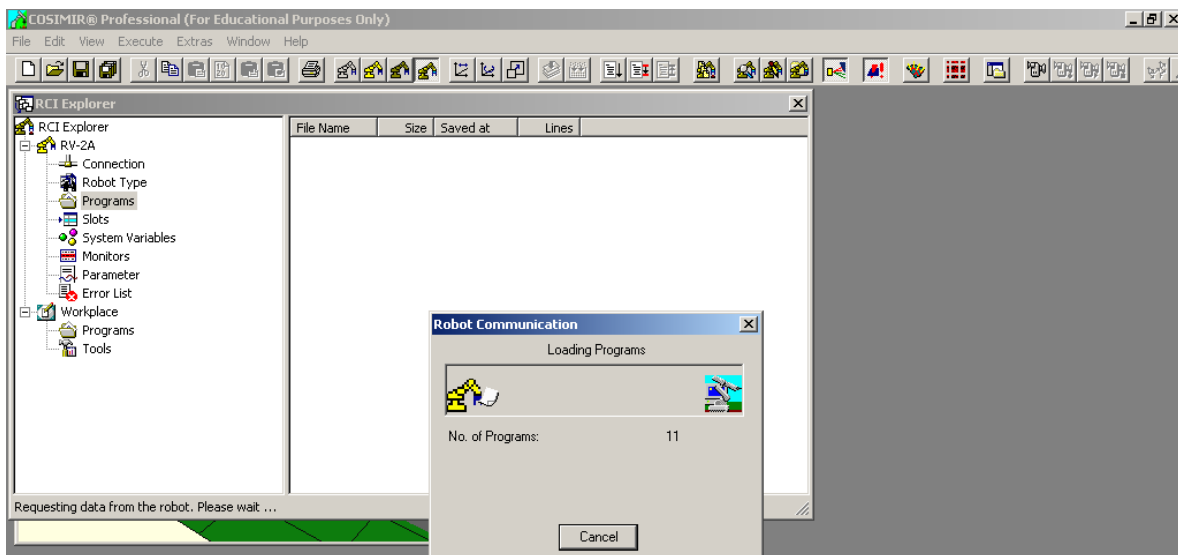 COSIMIR® Professional (For Educational Purposes Only)
File Edit View Execute Extras Window Help
RCI Explorer
RCI Explorer
File Name Size Saved at Lines
RV-2A
Connection
Robot Type
Programs
Slots
System Variables
Monitors
Parameter
Error List
Workplace
Programs
Tools
Robot Communication
Loading Programs
No. of Programs: 11
Requesting data from the robot. Please wait ...
Cancel